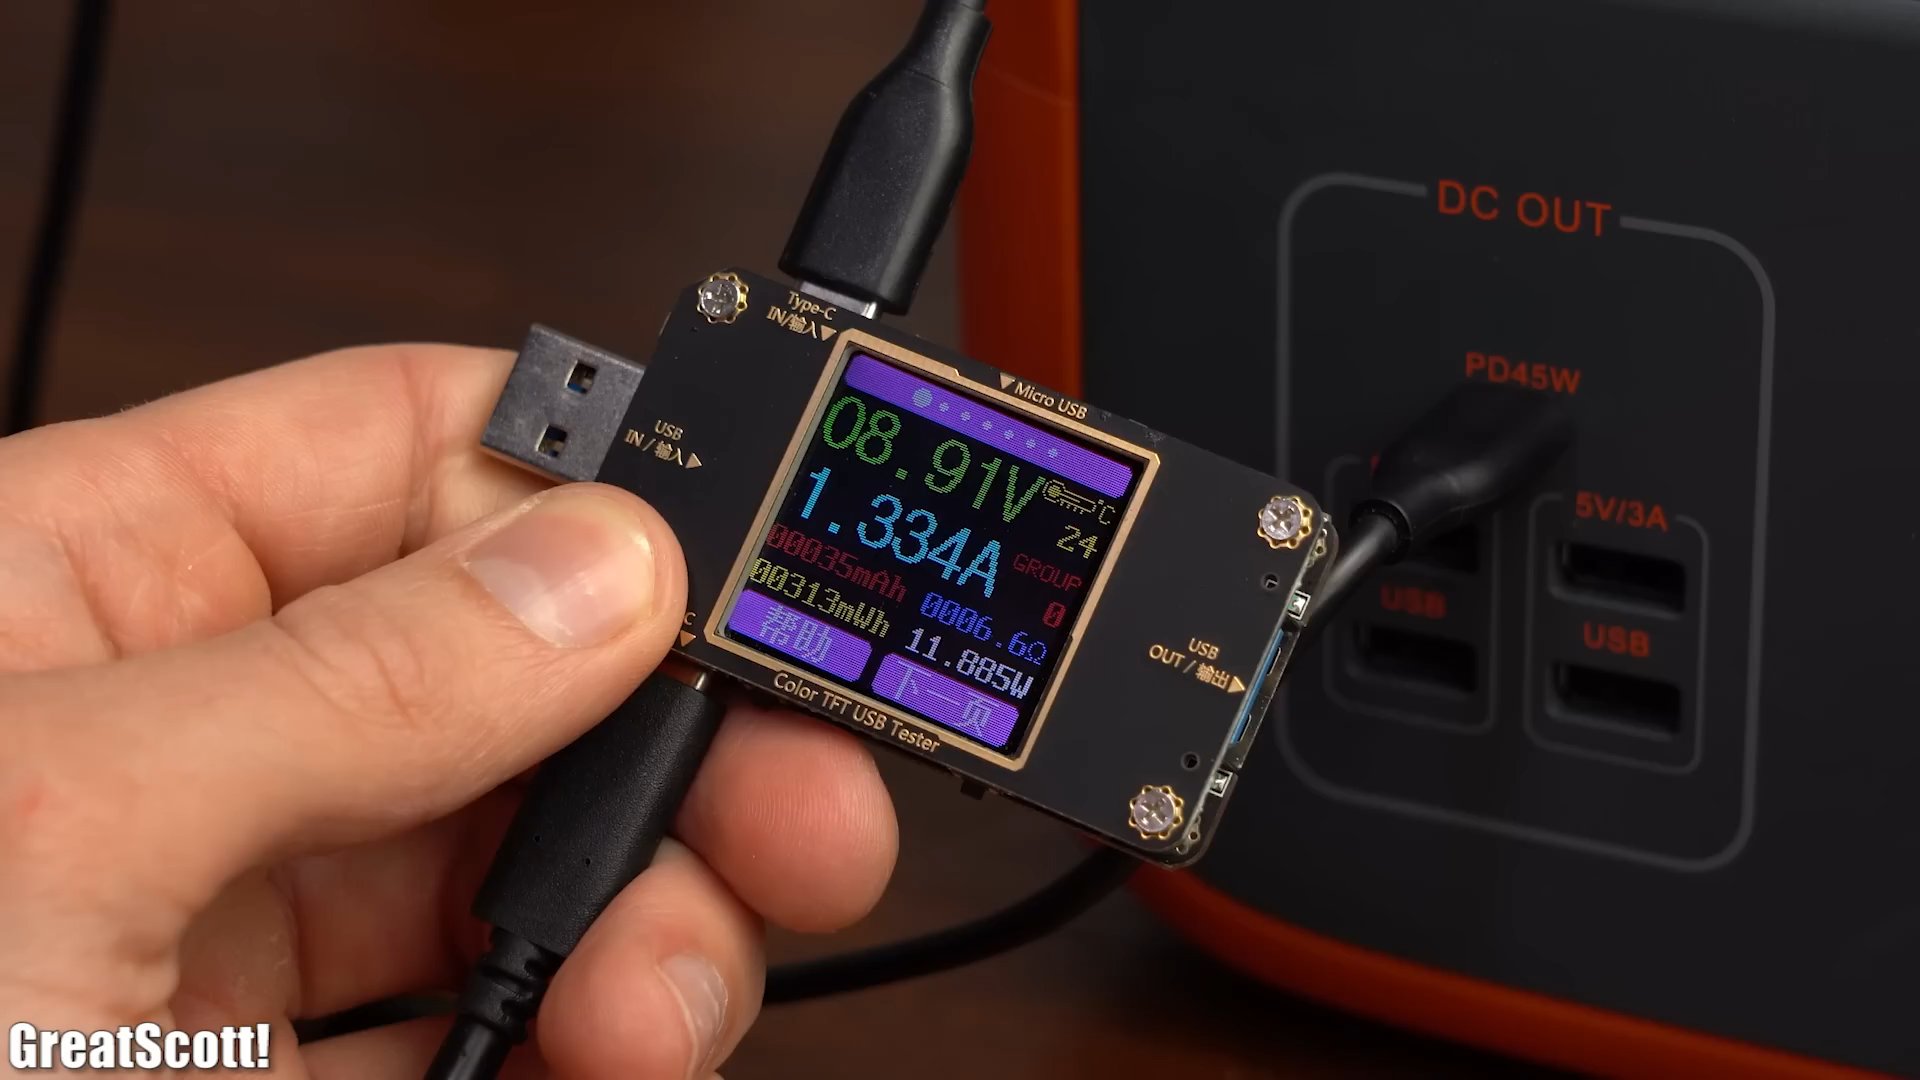 DC OUT
PD45W
5V/3A
USB
USB
Type-C
IN/输入
Micro USB
USB
IN / 输入
08.91V
℃
24
1.334A
GROUP
0
00035mAh
00313mWh
0006.6Ω
11.885W
帮助
下一页
USB
OUT / 输出
C
Color TFT USB Tester
GreatScott!